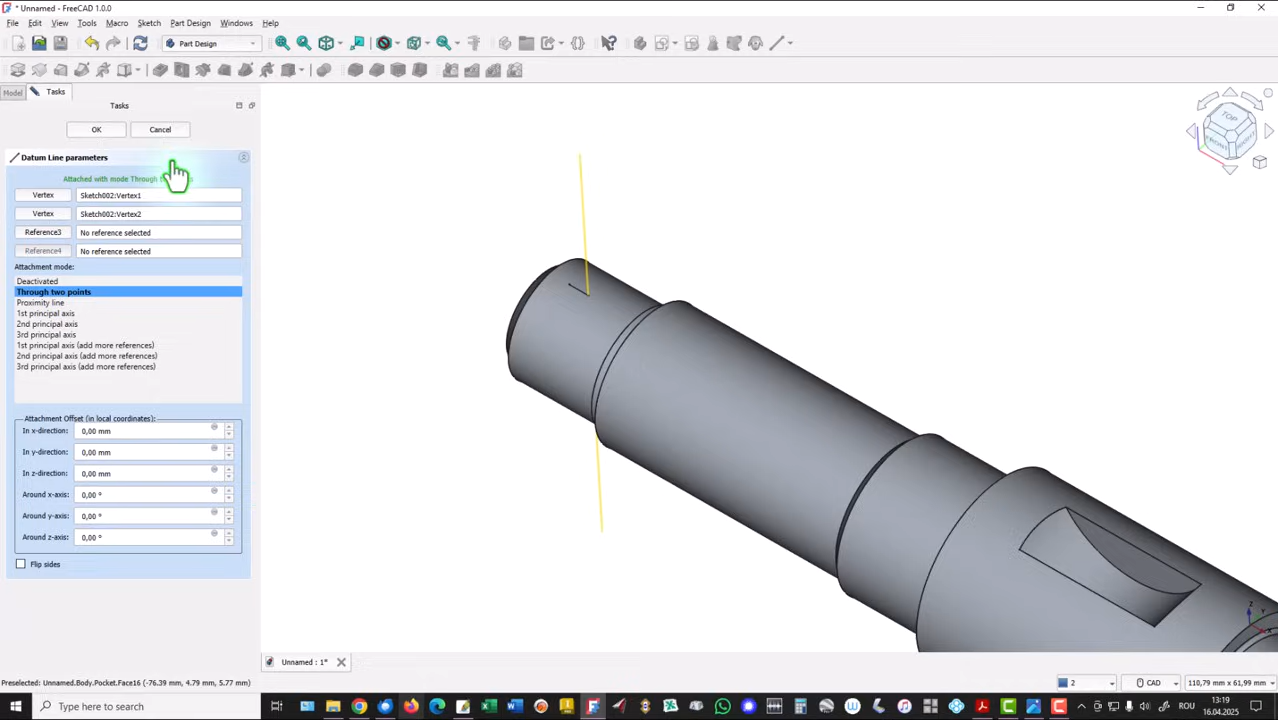 * Unnamed - FreeCAD 1.0.0
File Edit View Tools Macro Sketch Part Design Windows Help
Part Design
Model Tasks
Tasks
OK Cancel
Datum Line parameters
Attached with mode Through
Vertex Sketch002:Vertex1
Vertex Sketch002:Vertex2
Reference3 No reference selected
Reference4 No reference selected
Attachment mode:
Deactivated
Through two points
Proximity line
1st principal axis
2nd principal axis
3rd principal axis
1st principal axis (add more references)
2nd principal axis (add more references)
3rd principal axis (add more references)
Attachment Offset (in local coordinates):
In x-direction: 0,00 mm
In y-direction: 0,00 mm
In z-direction: 0,00 mm
Around x-axis: 0,00 °
Around y-axis: 0,00 °
Around z-axis: 0,00 °
Flip sides
TOP
FRONT
Z
Y
X
Unnamed : 1*
Preselected: Unnamed.Body.Pocket.Face16 (-76.39 mm, 4.79 mm, 5.77 mm)
2 CAD 110,79 mm x 61,99 mm
Type here to search
ROU
13:19
16.04.2025